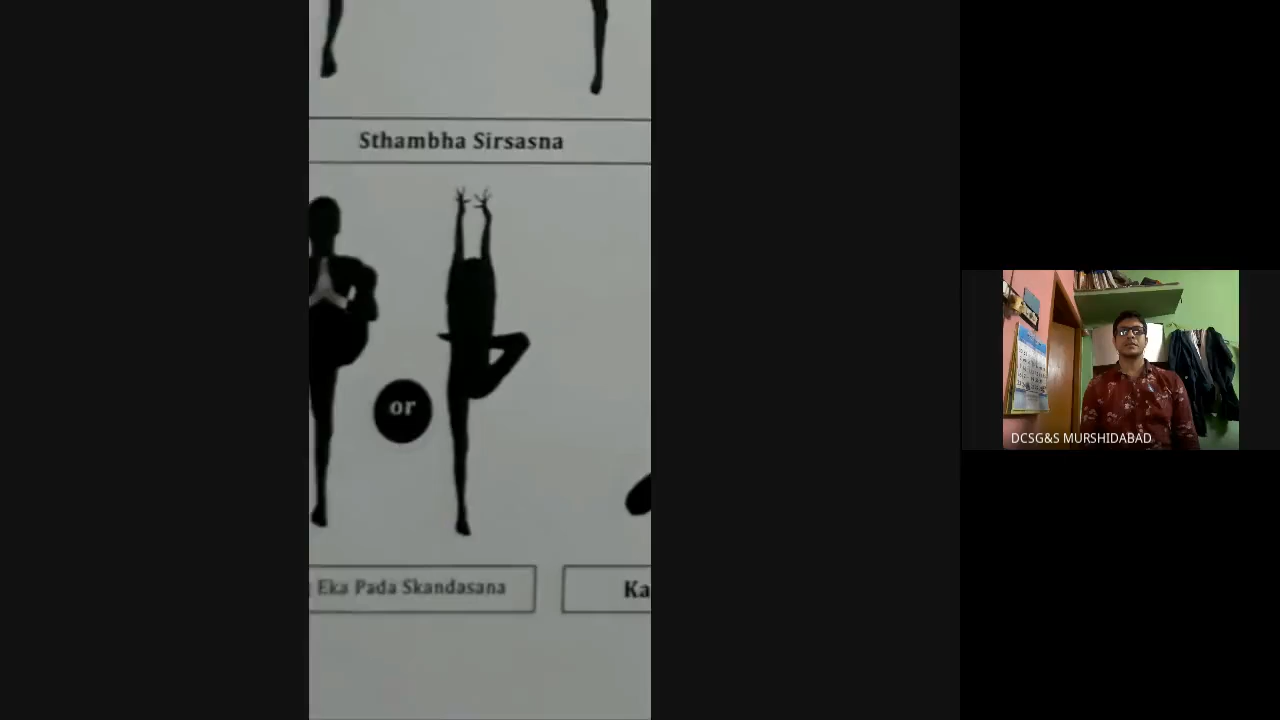 Sthambha Sirsasna
or
Eka Pada Skandasana
Ka
DCSG&S MURSHIDABAD